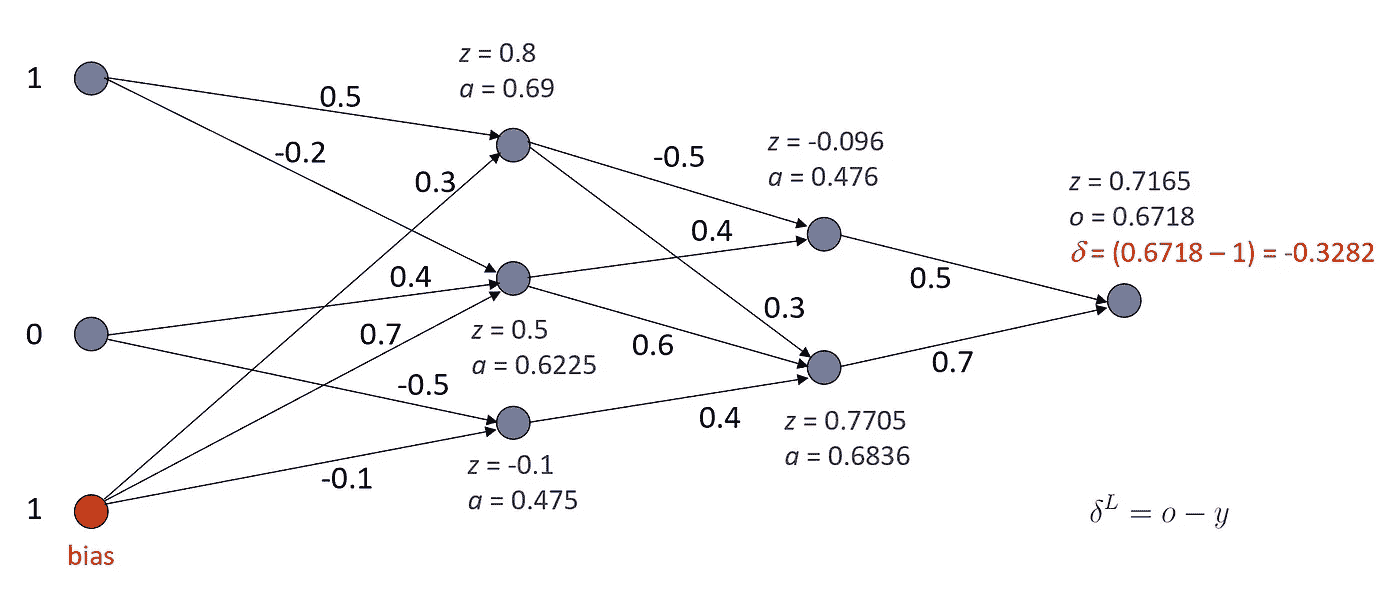 1
0.5
-0.2
z = 0.8
a = 0.69
0.3
-0.5
z = -0.096
a = 0.476
z = 0.7165
o = 0.6718
δ = (0.6718 – 1) = -0.3282
0.4
0.5
0
0.4
0.7
z = 0.5
a = 0.6225
0.6
0.3
0.7
-0.5
0.4
z = 0.7705
a = 0.6836
-0.1
z = -0.1
a = 0.475
1
bias
δᴸ = o − y